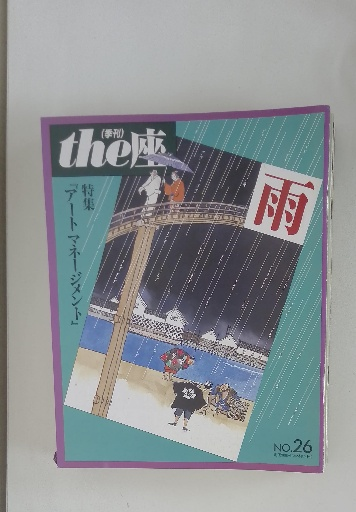 (季刊)
the座
特集
『アートマネージメント』
雨
NO.26